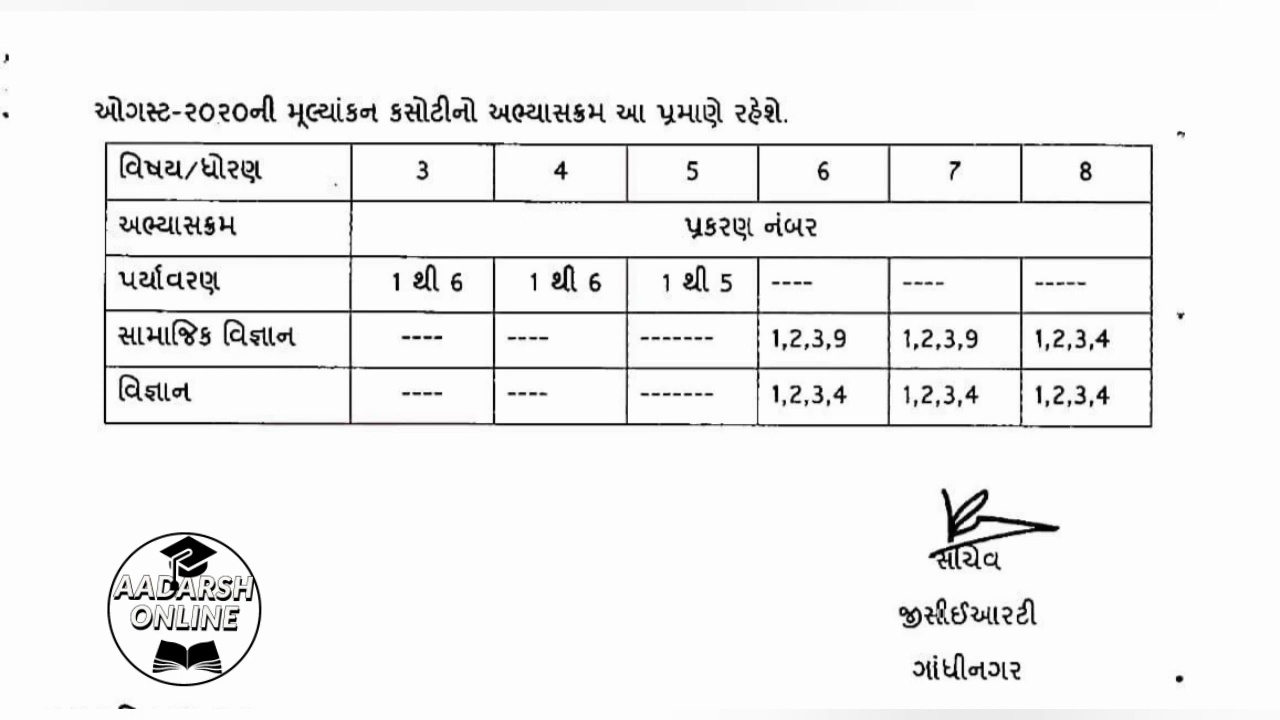 ઓગસ્ટ-૨૦૨૦ની મૂલ્યાંકન કસોટીનો અભ્યાસક્રમ આ પ્રમાણે રહેશે.
વિષય/ધોરણ 3 4 5 6 7 8
અભ્યાસક્રમ પ્રકરણ નંબર
પર્યાવરણ 1 થી 6 1 થી 6 1 થી 5 ---- ---- -----
સામાજિક વિજ્ઞાન ---- ---- ------- 1,2,3,9 1,2,3,9 1,2,3,4
વિજ્ઞાન ---- ---- ------- 1,2,3,4 1,2,3,4 1,2,3,4
સચિવ
જીસીઈઆરટી
ગાંધીનગર
AADARSH
ONLINE